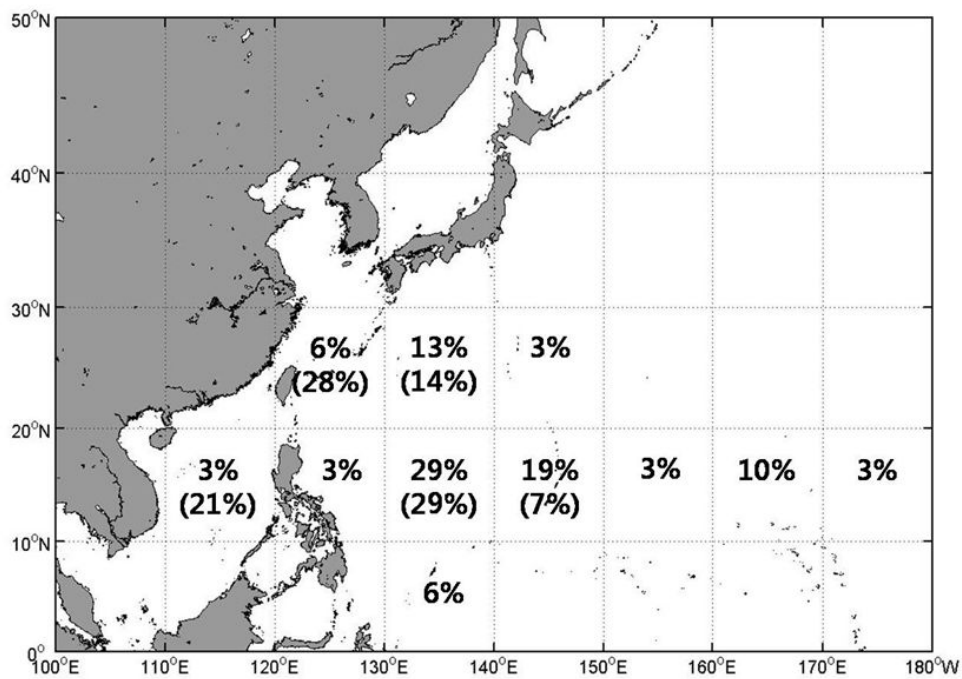 50°N
40°N
30°N
6% 13% 3%
(28%) (14%)
20°N
3% 3% 29% 19% 3% 10% 3%
(21%) (29%) (7%)
10°N
6%
0°
100°E 110°E 120°E 130°E 140°E 150°E 160°E 170°E 180°W